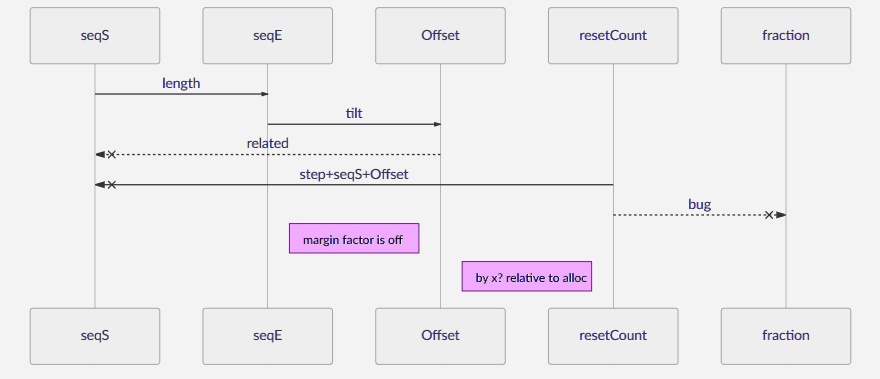 seqS seqE Offset resetCount fraction
length
tilt
related
step+seqS+Offset
bug
margin factor is off
by x? relative to alloc
seqS seqE Offset resetCount fraction